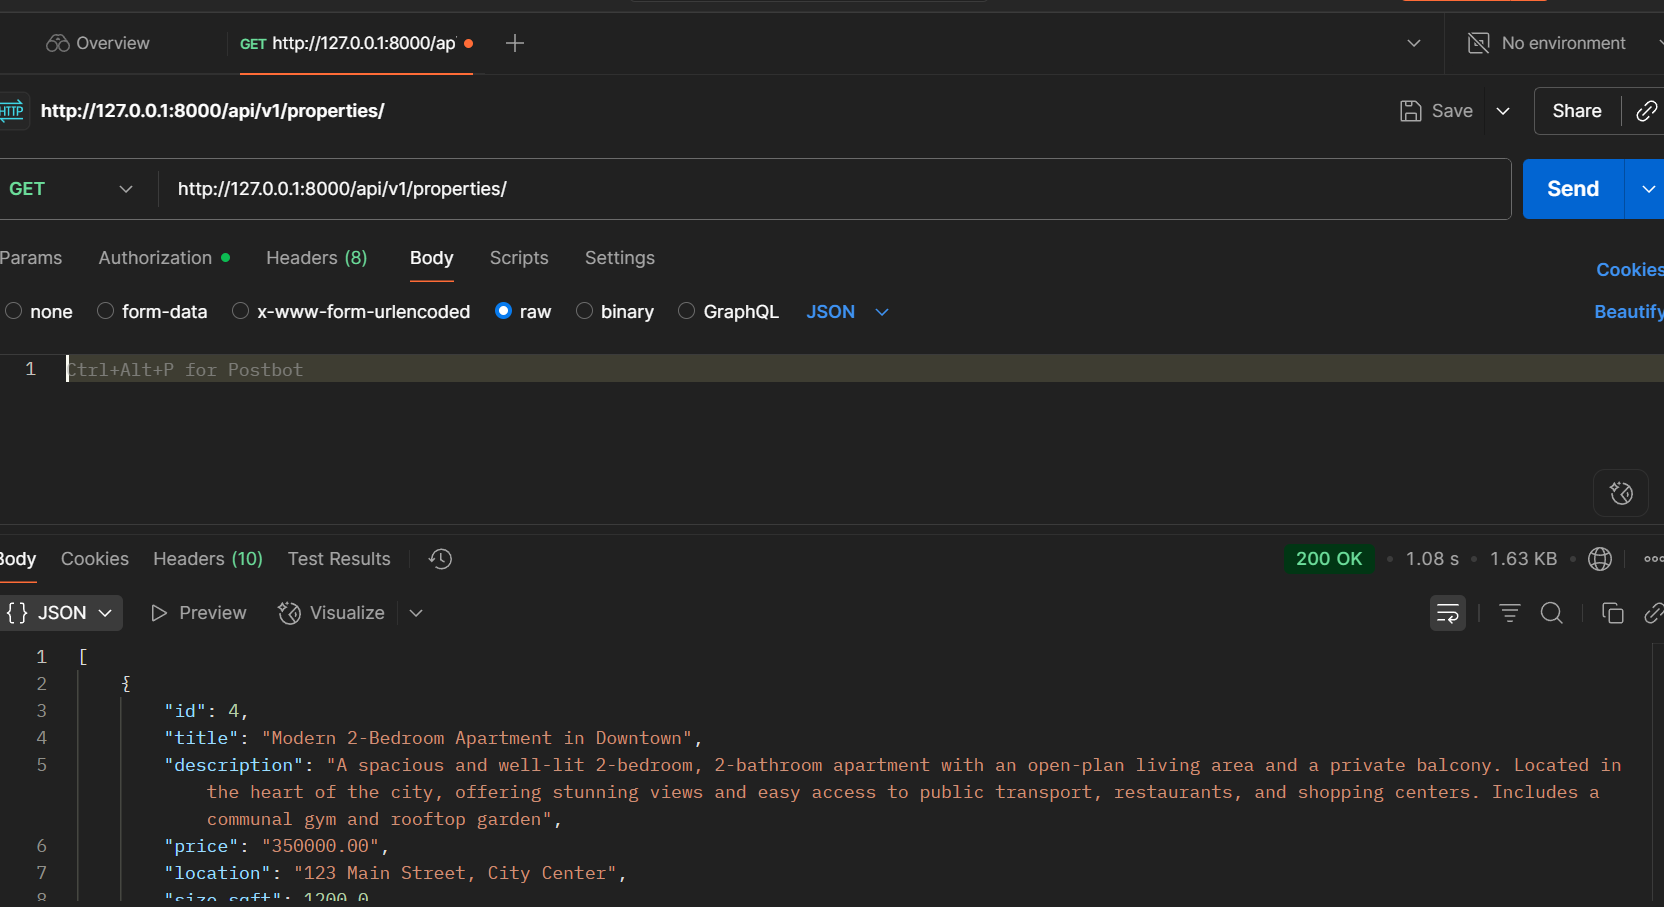 Overview
GET http://127.0.0.1:8000/ap
No environment
HTTP http://127.0.0.1:8000/api/v1/properties/
Save
Share
GET
http://127.0.0.1:8000/api/v1/properties/
Send
Params
Authorization
Headers (8)
Body
Scripts
Settings
Cookies
none
form-data
x-www-form-urlencoded
raw
binary
GraphQL
JSON
Beautify
1
Ctrl+Alt+P for Postbot
Body
Cookies
Headers (10)
Test Results
200 OK
1.08 s
1.63 KB
{} JSON
Preview
Visualize
1 [
2 {
3 "id": 4,
4 "title": "Modern 2-Bedroom Apartment in Downtown",
5 "description": "A spacious and well-lit 2-bedroom, 2-bathroom apartment with an open-plan living area and a private balcony. Located in
the heart of the city, offering stunning views and easy access to public transport, restaurants, and shopping centers. Includes a
communal gym and rooftop garden",
6 "price": "350000.00",
7 "location": "123 Main Street, City Center",
8 "size_sqft": 1200.0